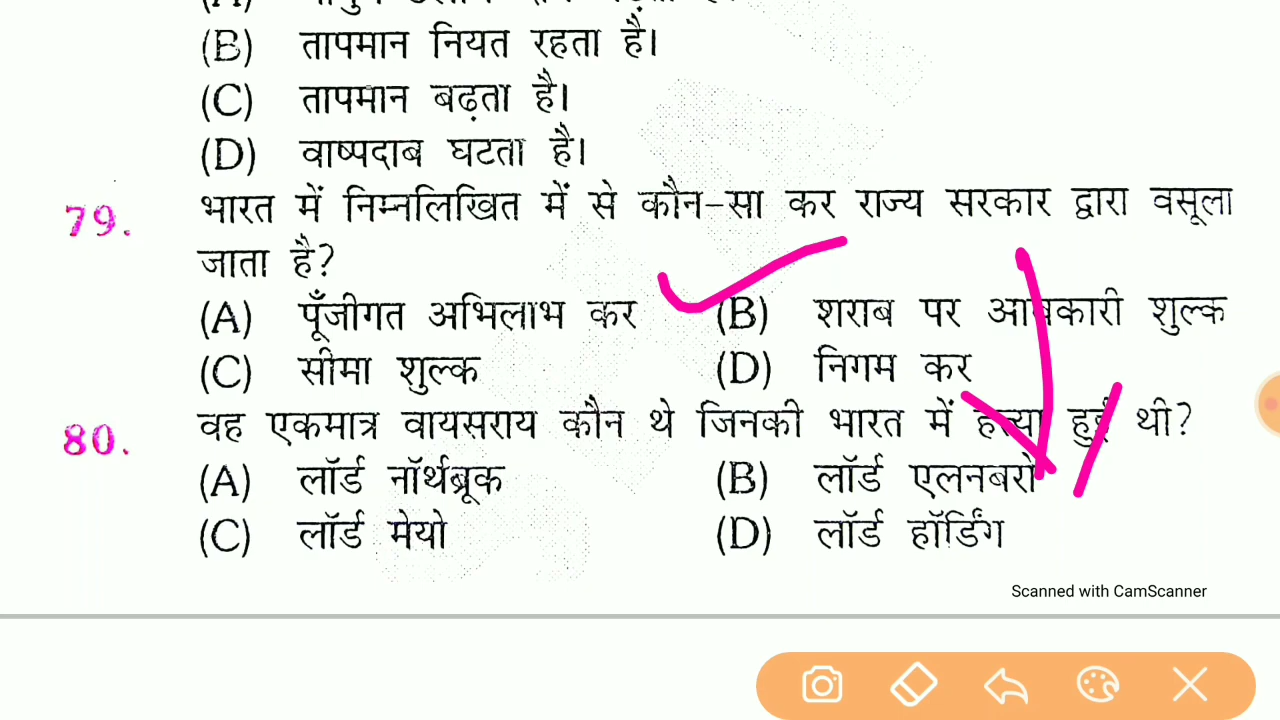 (B) तापमान नियत रहता है।
(C) तापमान बढ़ता है।
(D) वाष्पदाब घटता है।
79. भारत में निम्नलिखित में से कौन-सा कर राज्य सरकार द्वारा वसूला
जाता है?
(A) पूँजीगत अभिलाभ कर (B) शराब पर आबकारी शुल्क
(C) सीमा शुल्क (D) निगम कर
80. वह एकमात्र वायसराय कौन थे जिनकी भारत में हत्या हुई थी?
(A) लॉर्ड नॉर्थब्रूक (B) लॉर्ड एलनबरो
(C) लॉर्ड मेयो (D) लॉर्ड हॉर्डिंग
Scanned with CamScanner